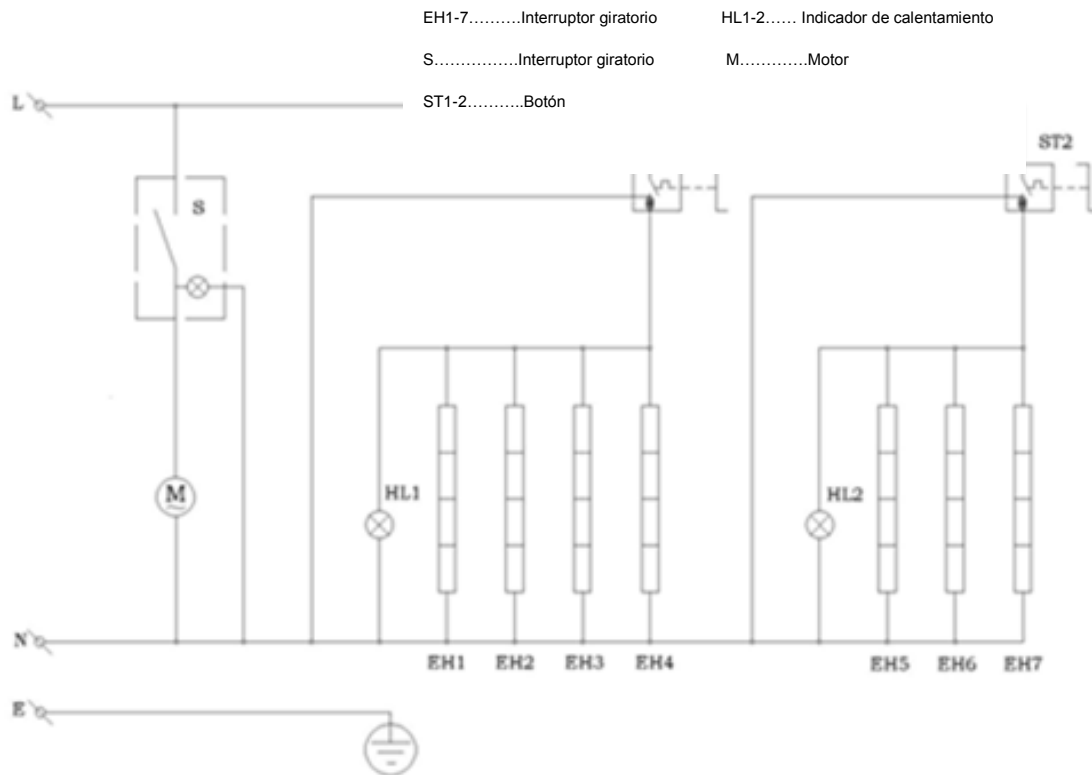 EH1-7..........Interruptor giratorio HL1-2...... Indicador de calentamiento
S...............Interruptor giratorio M............Motor
ST1-2..........Botón
L
ST2
S
M
HL1
HL2
N
EH1 EH2 EH3 EH4 EH5 EH6 EH7
E